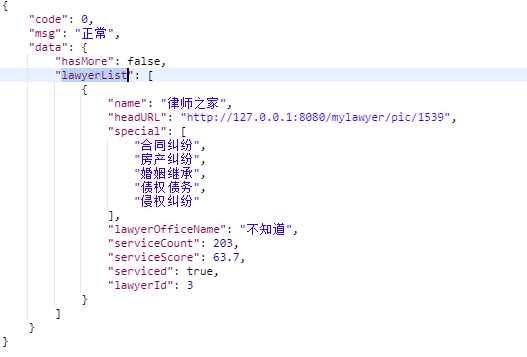 {
    "code": 0,
    "msg": "正常",
    "data": {
        "hasMore": false,
        "lawyerList": [
            {
                "name": "律师之家",
                "headURL": "http://127.0.0.1:8080/mylawyer/pic/1539",
                "special": [
                    "合同纠纷",
                    "房产纠纷",
                    "婚姻继承",
                    "债权债务",
                    "侵权纠纷"
                ],
                "lawyerOfficeName": "不知道",
                "serviceCount": 203,
                "serviceScore": 63.7,
                "serviced": true,
                "lawyerId": 3
            }
        ]
    }
}